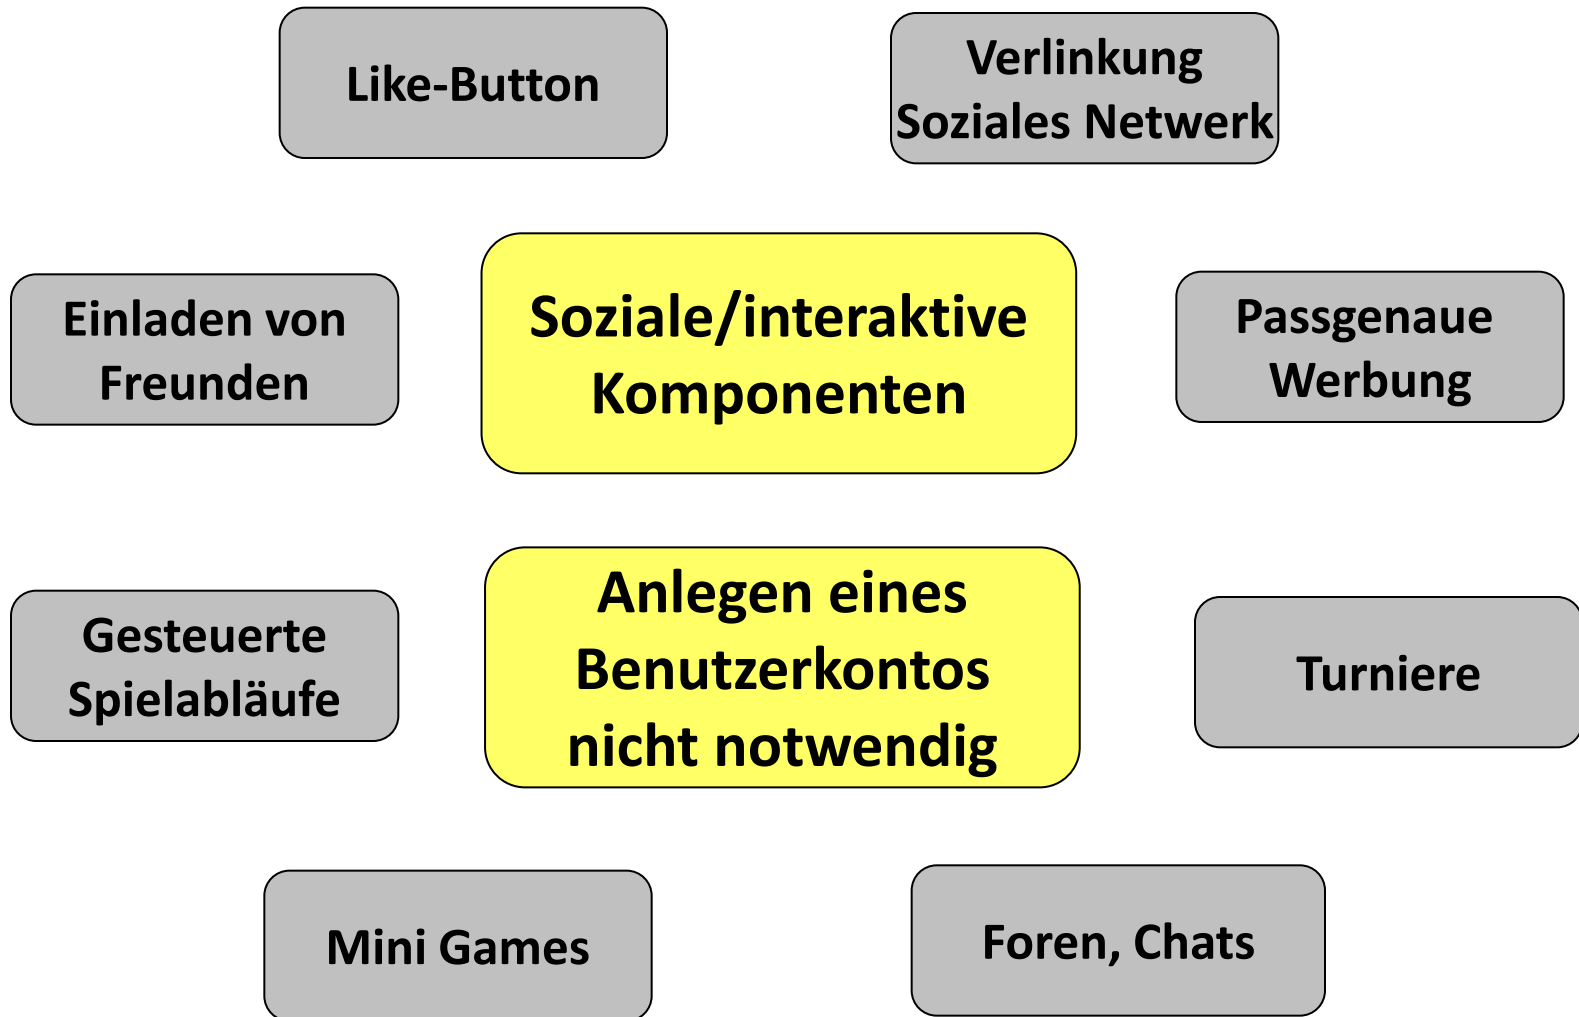 Like-Button
Verlinkung
Soziales Netwerk
Einladen von
Freunden
Soziale/interaktive
Komponenten
Passgenaue
Werbung
Gesteuerte
Spielabläufe
Anlegen eines
Benutzerkontos
nicht notwendig
Turniere
Mini Games
Foren, Chats